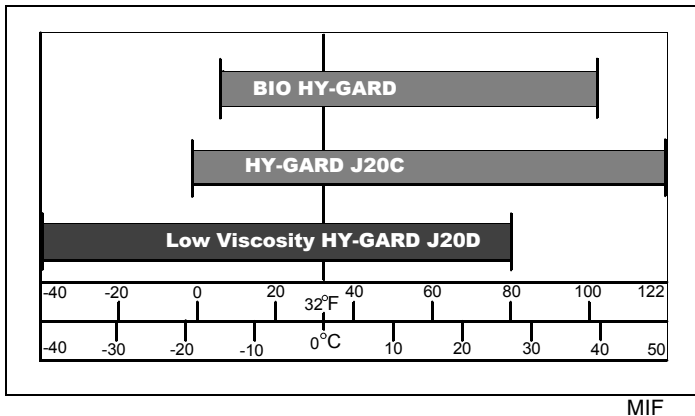 BIO HY-GARD
HY-GARD J20C
Low Viscosity HY-GARD J20D
-40 -20 0 20 32°F 40 60 80 100 122
-40 -30 -20 -10 0°C 10 20 30 40 50
MIF